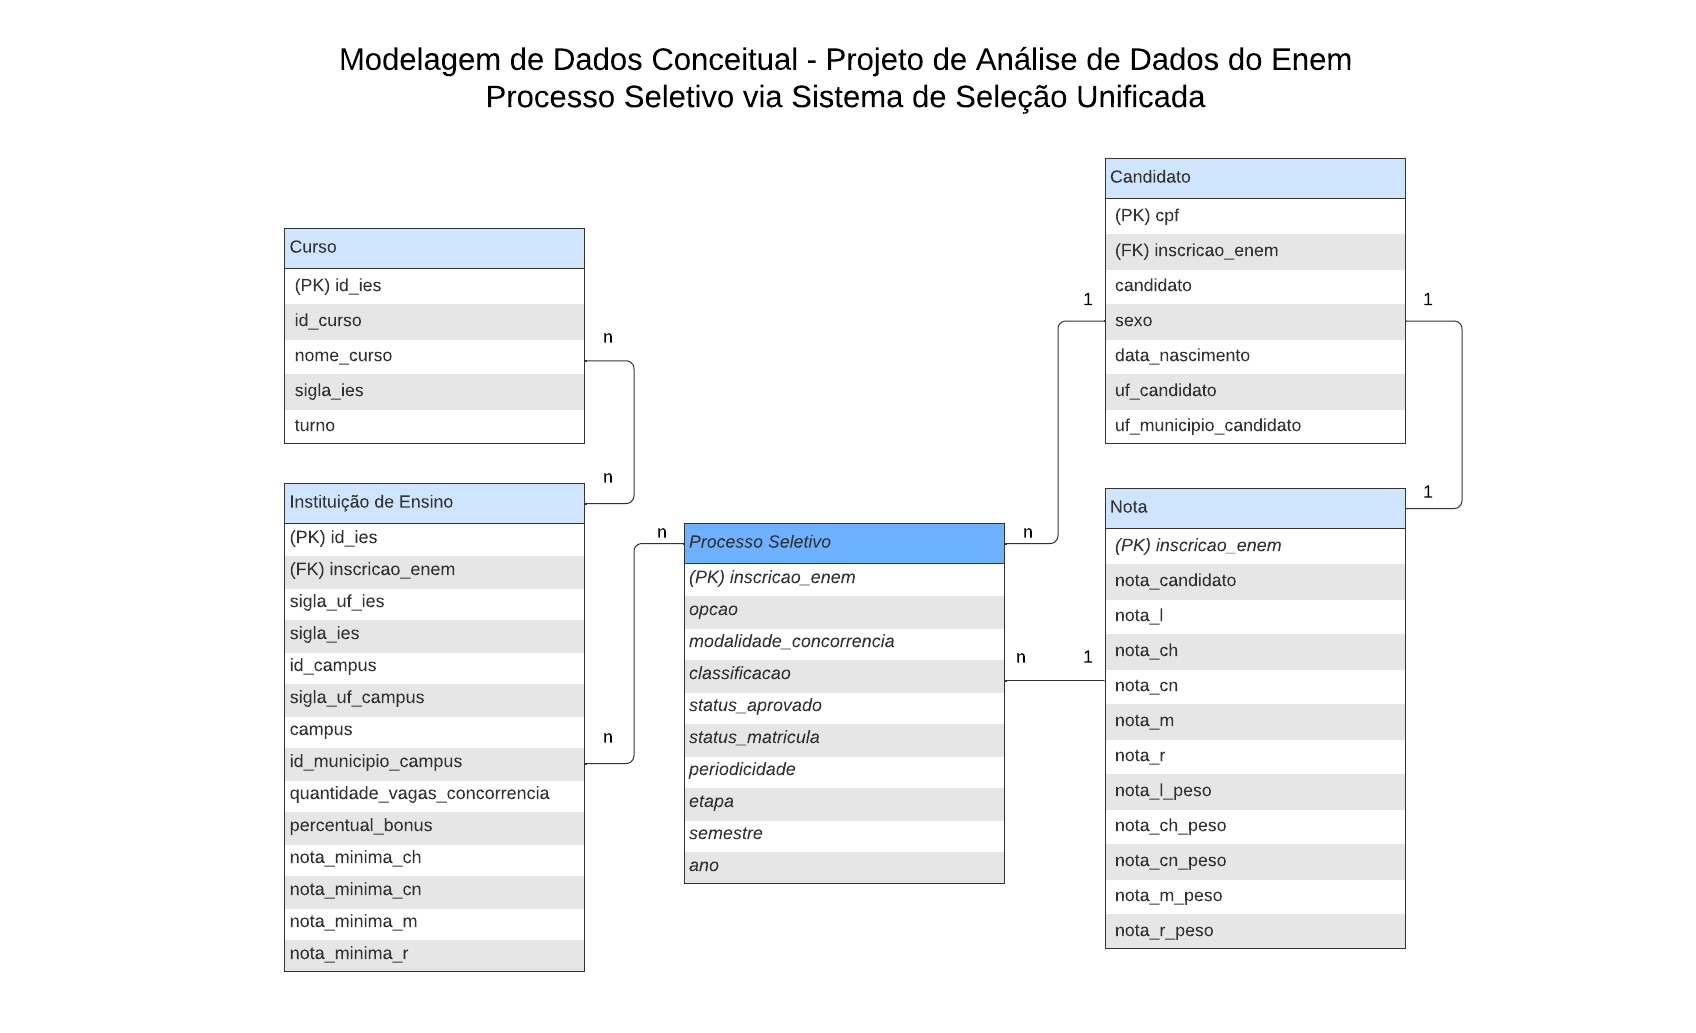 Modelagem de Dados Conceitual - Projeto de Análise de Dados do Enem
Processo Seletivo via Sistema de Seleção Unificada
Curso
(PK) id_ies
id_curso
nome_curso
sigla_ies
turno
n
n
Instituição de Ensino
(PK) id_ies
(FK) inscricao_enem
sigla_uf_ies
sigla_ies
id_campus
sigla_uf_campus
campus
id_municipio_campus
quantidade_vagas_concorrencia
percentual_bonus
nota_minima_ch
nota_minima_cn
nota_minima_m
nota_minima_r
n
n
Processo Seletivo
(PK) inscricao_enem
opcao
modalidade_concorrencia
classificacao
status_aprovado
status_matricula
periodicidade
etapa
semestre
ano
n
1
n
1
Candidato
(PK) cpf
(FK) inscricao_enem
candidato
sexo
data_nascimento
uf_candidato
uf_municipio_candidato
1
1
Nota
(PK) inscricao_enem
nota_candidato
nota_l
nota_ch
nota_cn
nota_m
nota_r
nota_l_peso
nota_ch_peso
nota_cn_peso
nota_m_peso
nota_r_peso